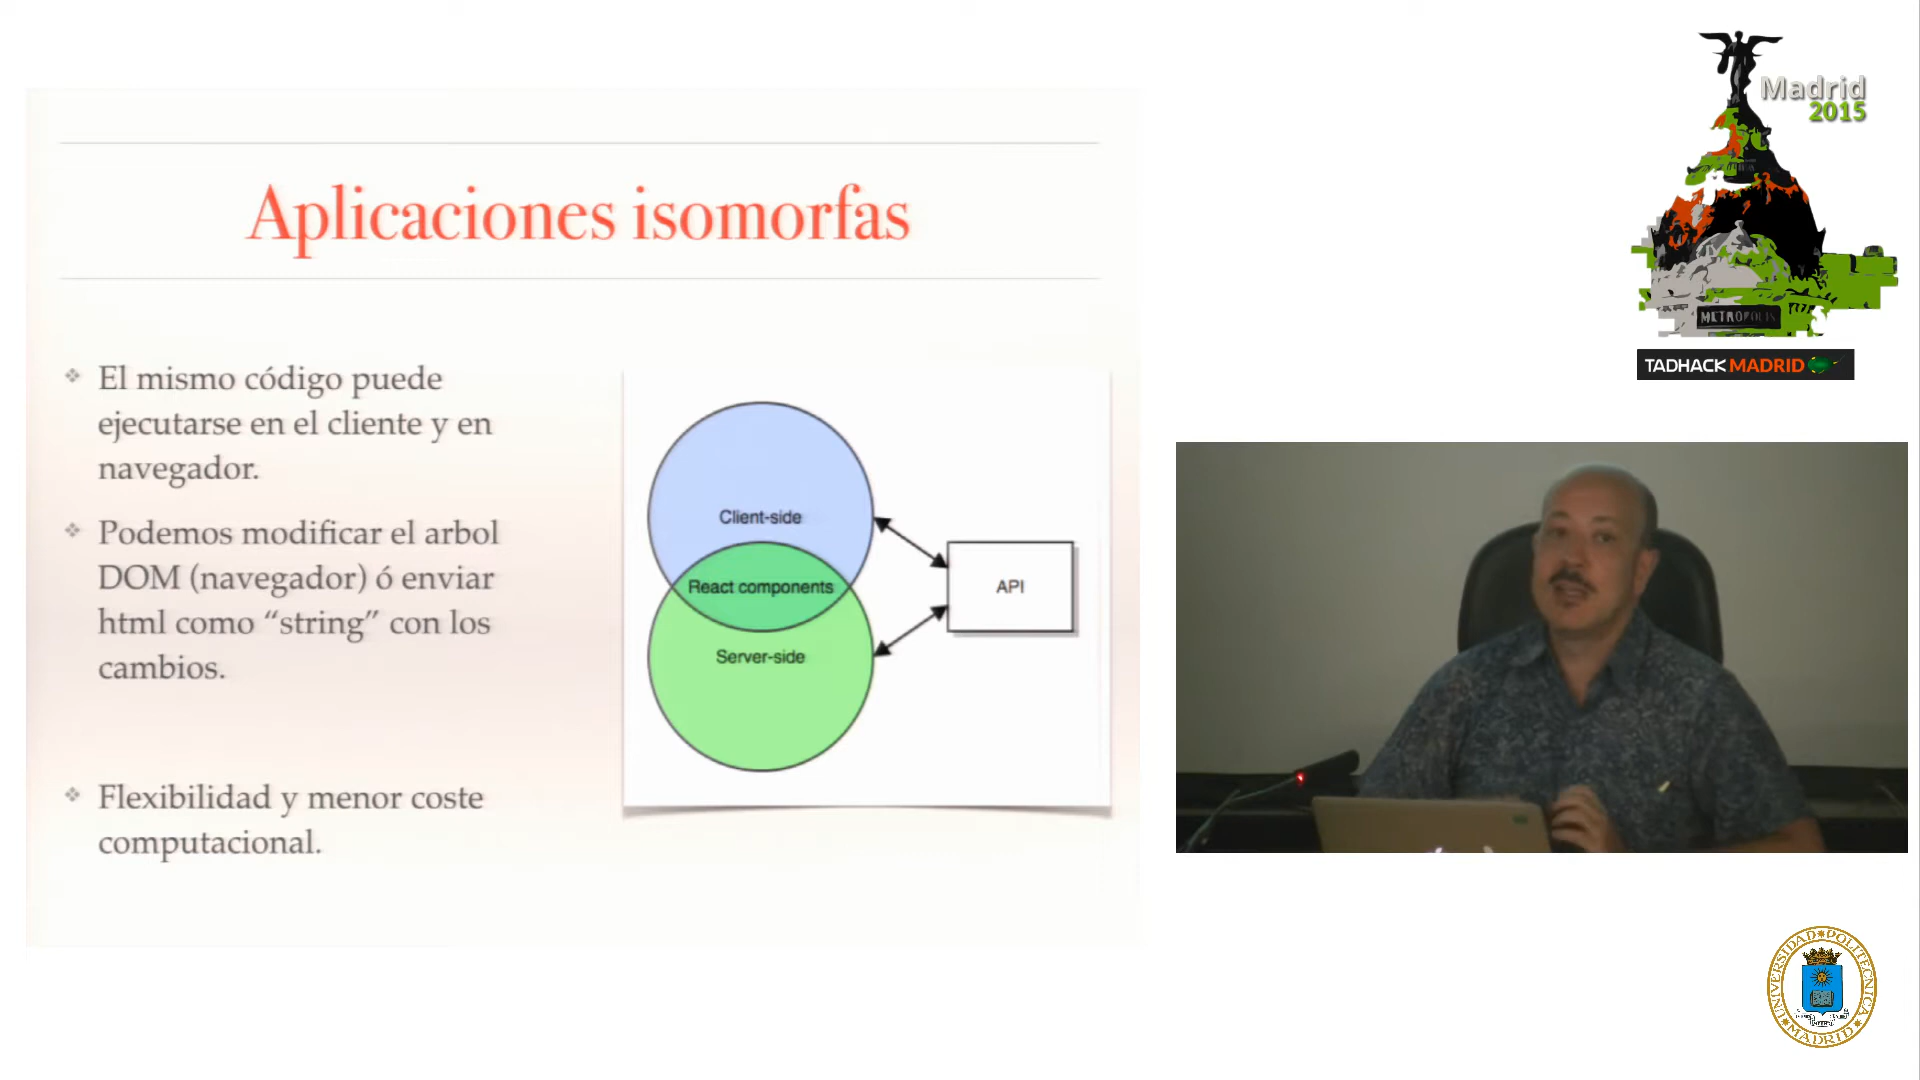 Aplicaciones isomorfas
El mismo código puede
ejecutarse en el cliente y en
navegador.
Podemos modificar el arbol
DOM (navegador) ó enviar
html como “string” con los
cambios.
Flexibilidad y menor coste
computacional.
Client-side
React components
Server-side
API
Madrid
2015
METROPOLIS
TADHACK MADRID
UNIVERSIDAD POLITECNICA
MADRID